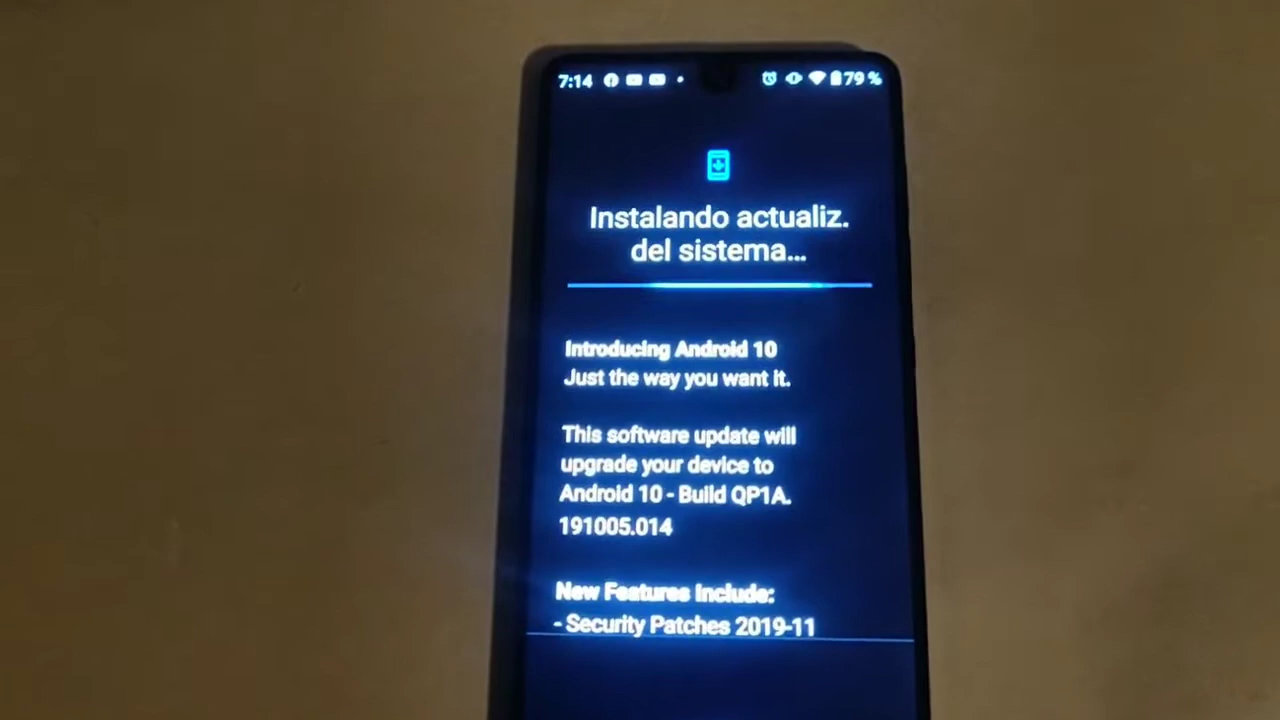 7:14 79 %
Instalando actualiz.
del sistema...
Introducing Android 10
Just the way you want it.
This software update will
upgrade your device to
Android 10 - Build QP1A.
191005.014
New Features Include:
- Security Patches 2019-11